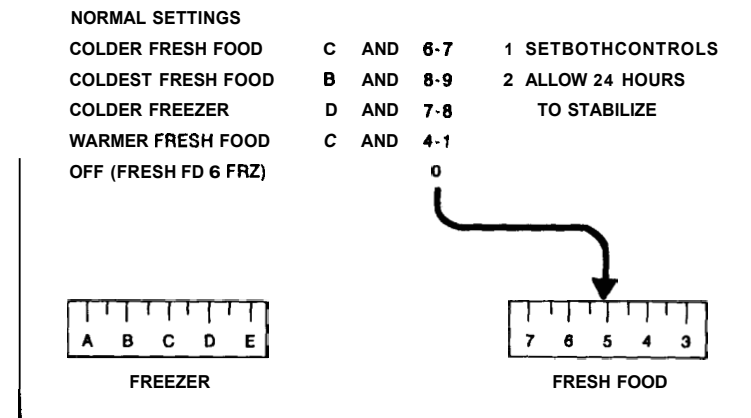 NORMAL SETTINGS
COLDER FRESH FOOD C AND 6-7 1 SETBOTHCONTROLS
COLDEST FRESH FOOD B AND 8-9 2 ALLOW 24 HOURS
COLDER FREEZER D AND 7-8 TO STABILIZE
WARMER FRESH FOOD C AND 4-1
OFF (FRESH FD 6 FRZ) 0
A B C D E 7 6 5 4 3
FREEZER FRESH FOOD